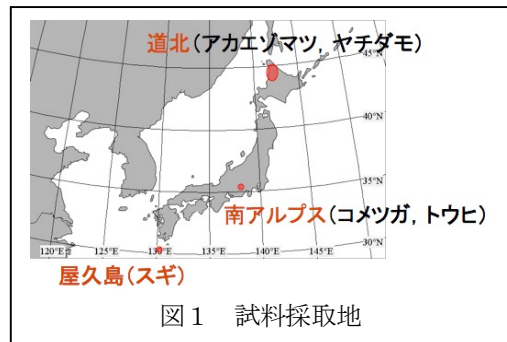 道北(アカエゾマツ, ヤチダモ)
45°N
40°N
35°N
南アルプス(コメツガ, トウヒ)
30°N
120°E 125°E 130°E 135°E 140°E 145°E
屋久島(スギ)
図1 試料採取地